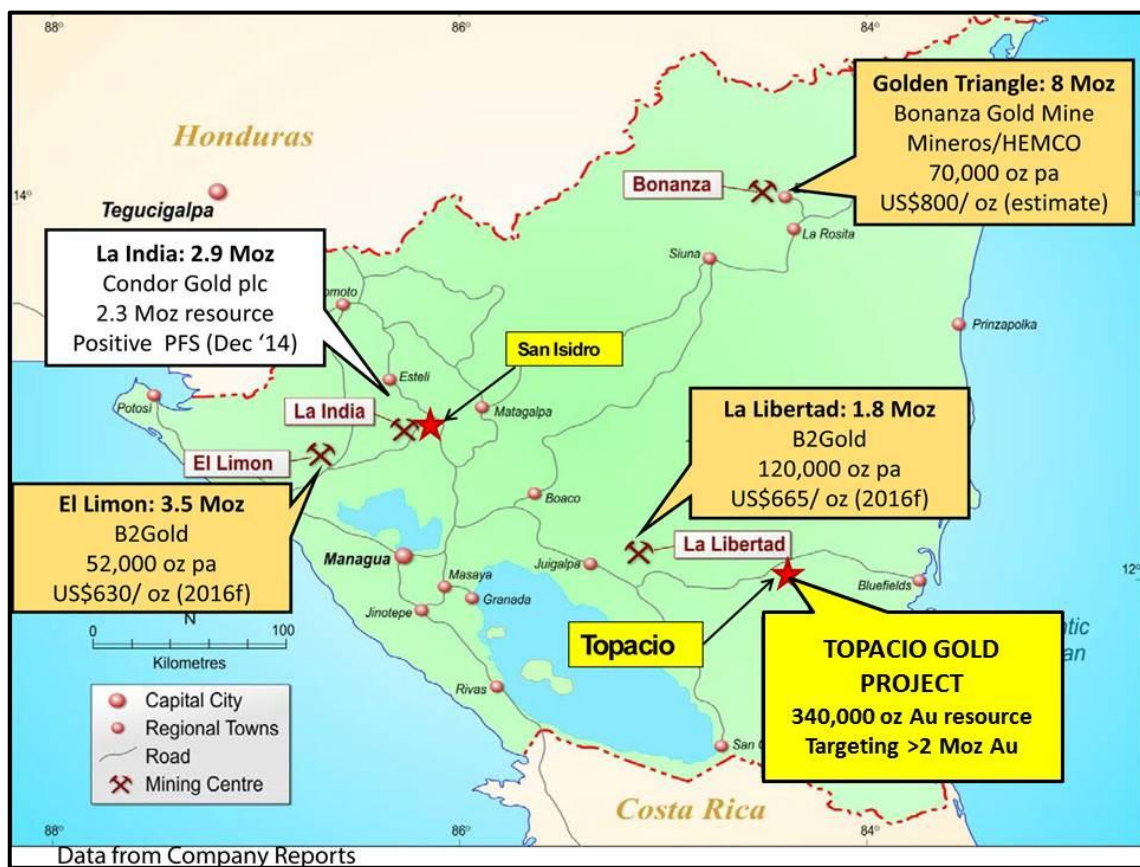 88°
86
84°
Honduras
Tegucigalpa
14°
Golden Triangle: 8 Moz
Bonanza Gold Mine
Mineros/HEMCO
70,000 oz pa
US$800/ oz (estimate)
Bonanza
La Rosita
Siuna
Prinzapolka
La India: 2.9 Moz
Condor Gold plc
2.3 Moz resource
Positive PFS (Dec ‘14)
San Isidro
Esteli
Matagalpa
Potosi
La India
El Limon
El Limon: 3.5 Moz
B2Gold
52,000 oz pa
US$630/ oz (2016f)
La Libertad: 1.8 Moz
B2Gold
120,000 oz pa
US$665/ oz (2016f)
Boaco
La Libertad
Managua
Juigalpa
12°
Masaya
Granada
Jinotepe
Bluefields
Topacio
TOPACIO GOLD
PROJECT
340,000 oz Au resource
Targeting >2 Moz Au
N
0 100
Kilometres
Rivas
San
Capital City
Regional Towns
Road
Mining Centre
Costa Rica
88°
86°
84°
Data from Company Reports